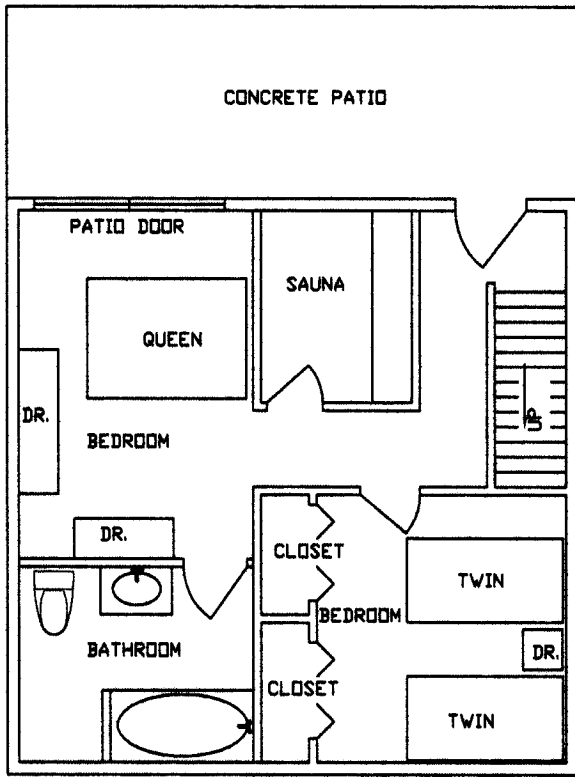 CONCRETE PATIO
PATIO DOOR
SAUNA
QUEEN
DR.
UP
BEDROOM
DR.
CLOSET
TWIN
BEDROOM
BATHROOM
DR.
CLOSET
TWIN